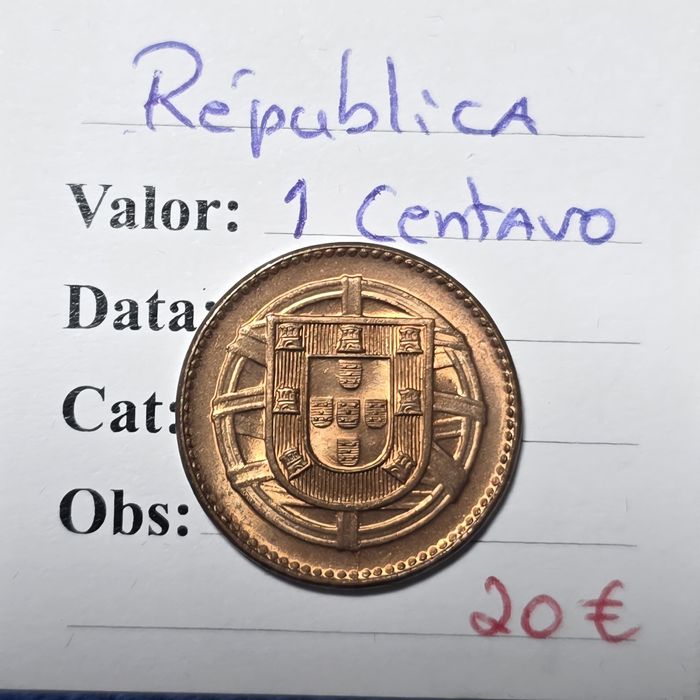 Républica
Valor: 1 Centavo
Data:
Cat:
Obs:
20 €